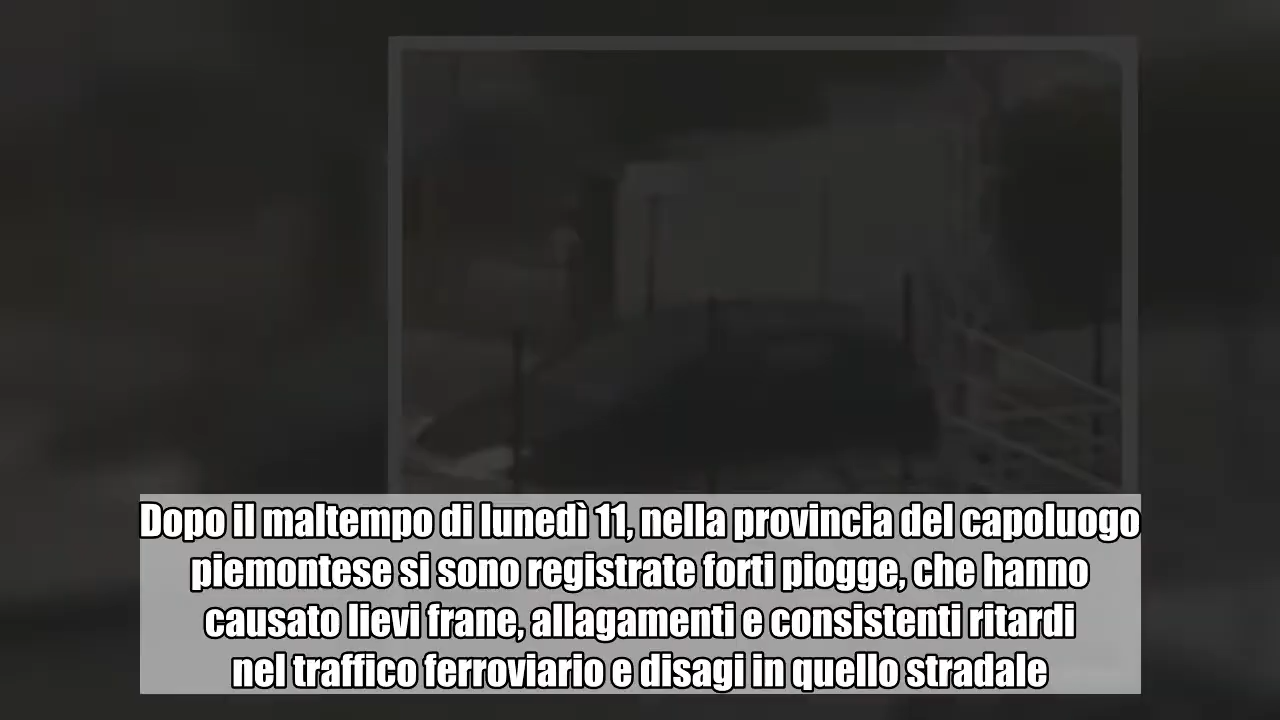 Dopo il maltempo di lunedì 11, nella provincia del capoluogo
piemontese si sono registrate forti piogge, che hanno
causato lievi frane, allagamenti e consistenti ritardi
nel traffico ferroviario e disagi in quello stradale